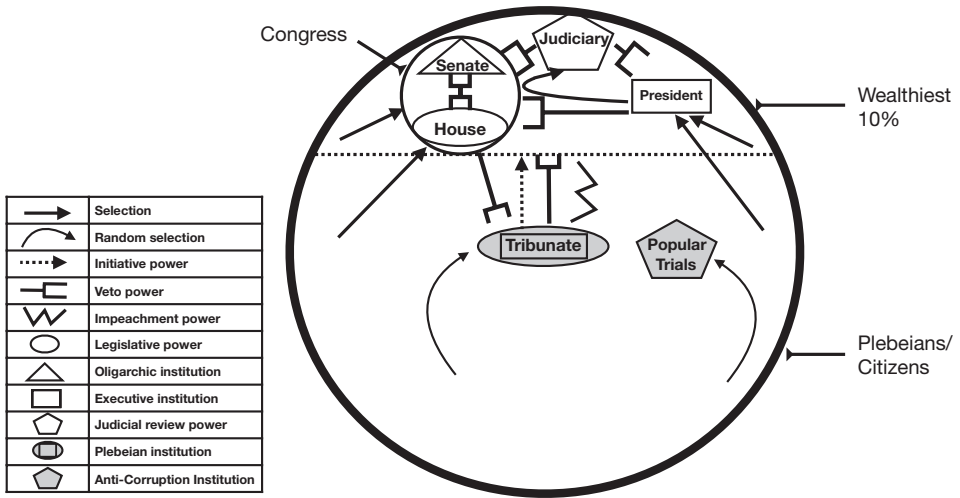 Congress
Judiciary
Senate
President
House
Wealthiest
10%
Tribunate
Popular
Trials
Plebeians/
Citizens
Selection
Random selection
Initiative power
Veto power
Impeachment power
Legislative power
Oligarchic institution
Executive institution
Judicial review power
Plebeian institution
Anti-Corruption Institution